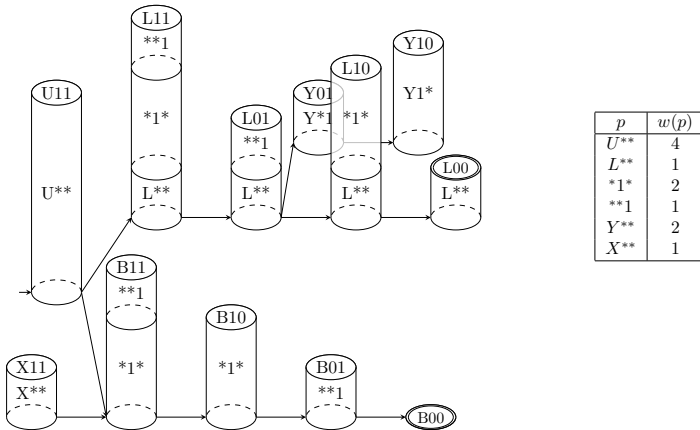 L11
**1
*1*
L**
U11
U**
L01
**1
L**
Y01
Y*1
L10
*1*
L**
Y10
Y1*
L00
L**
B11
**1
*1*
B10
*1*
X11
X**
B01
**1
B00
p w(p)
U** 4
L** 1
*1* 2
**1 1
Y** 2
X** 1